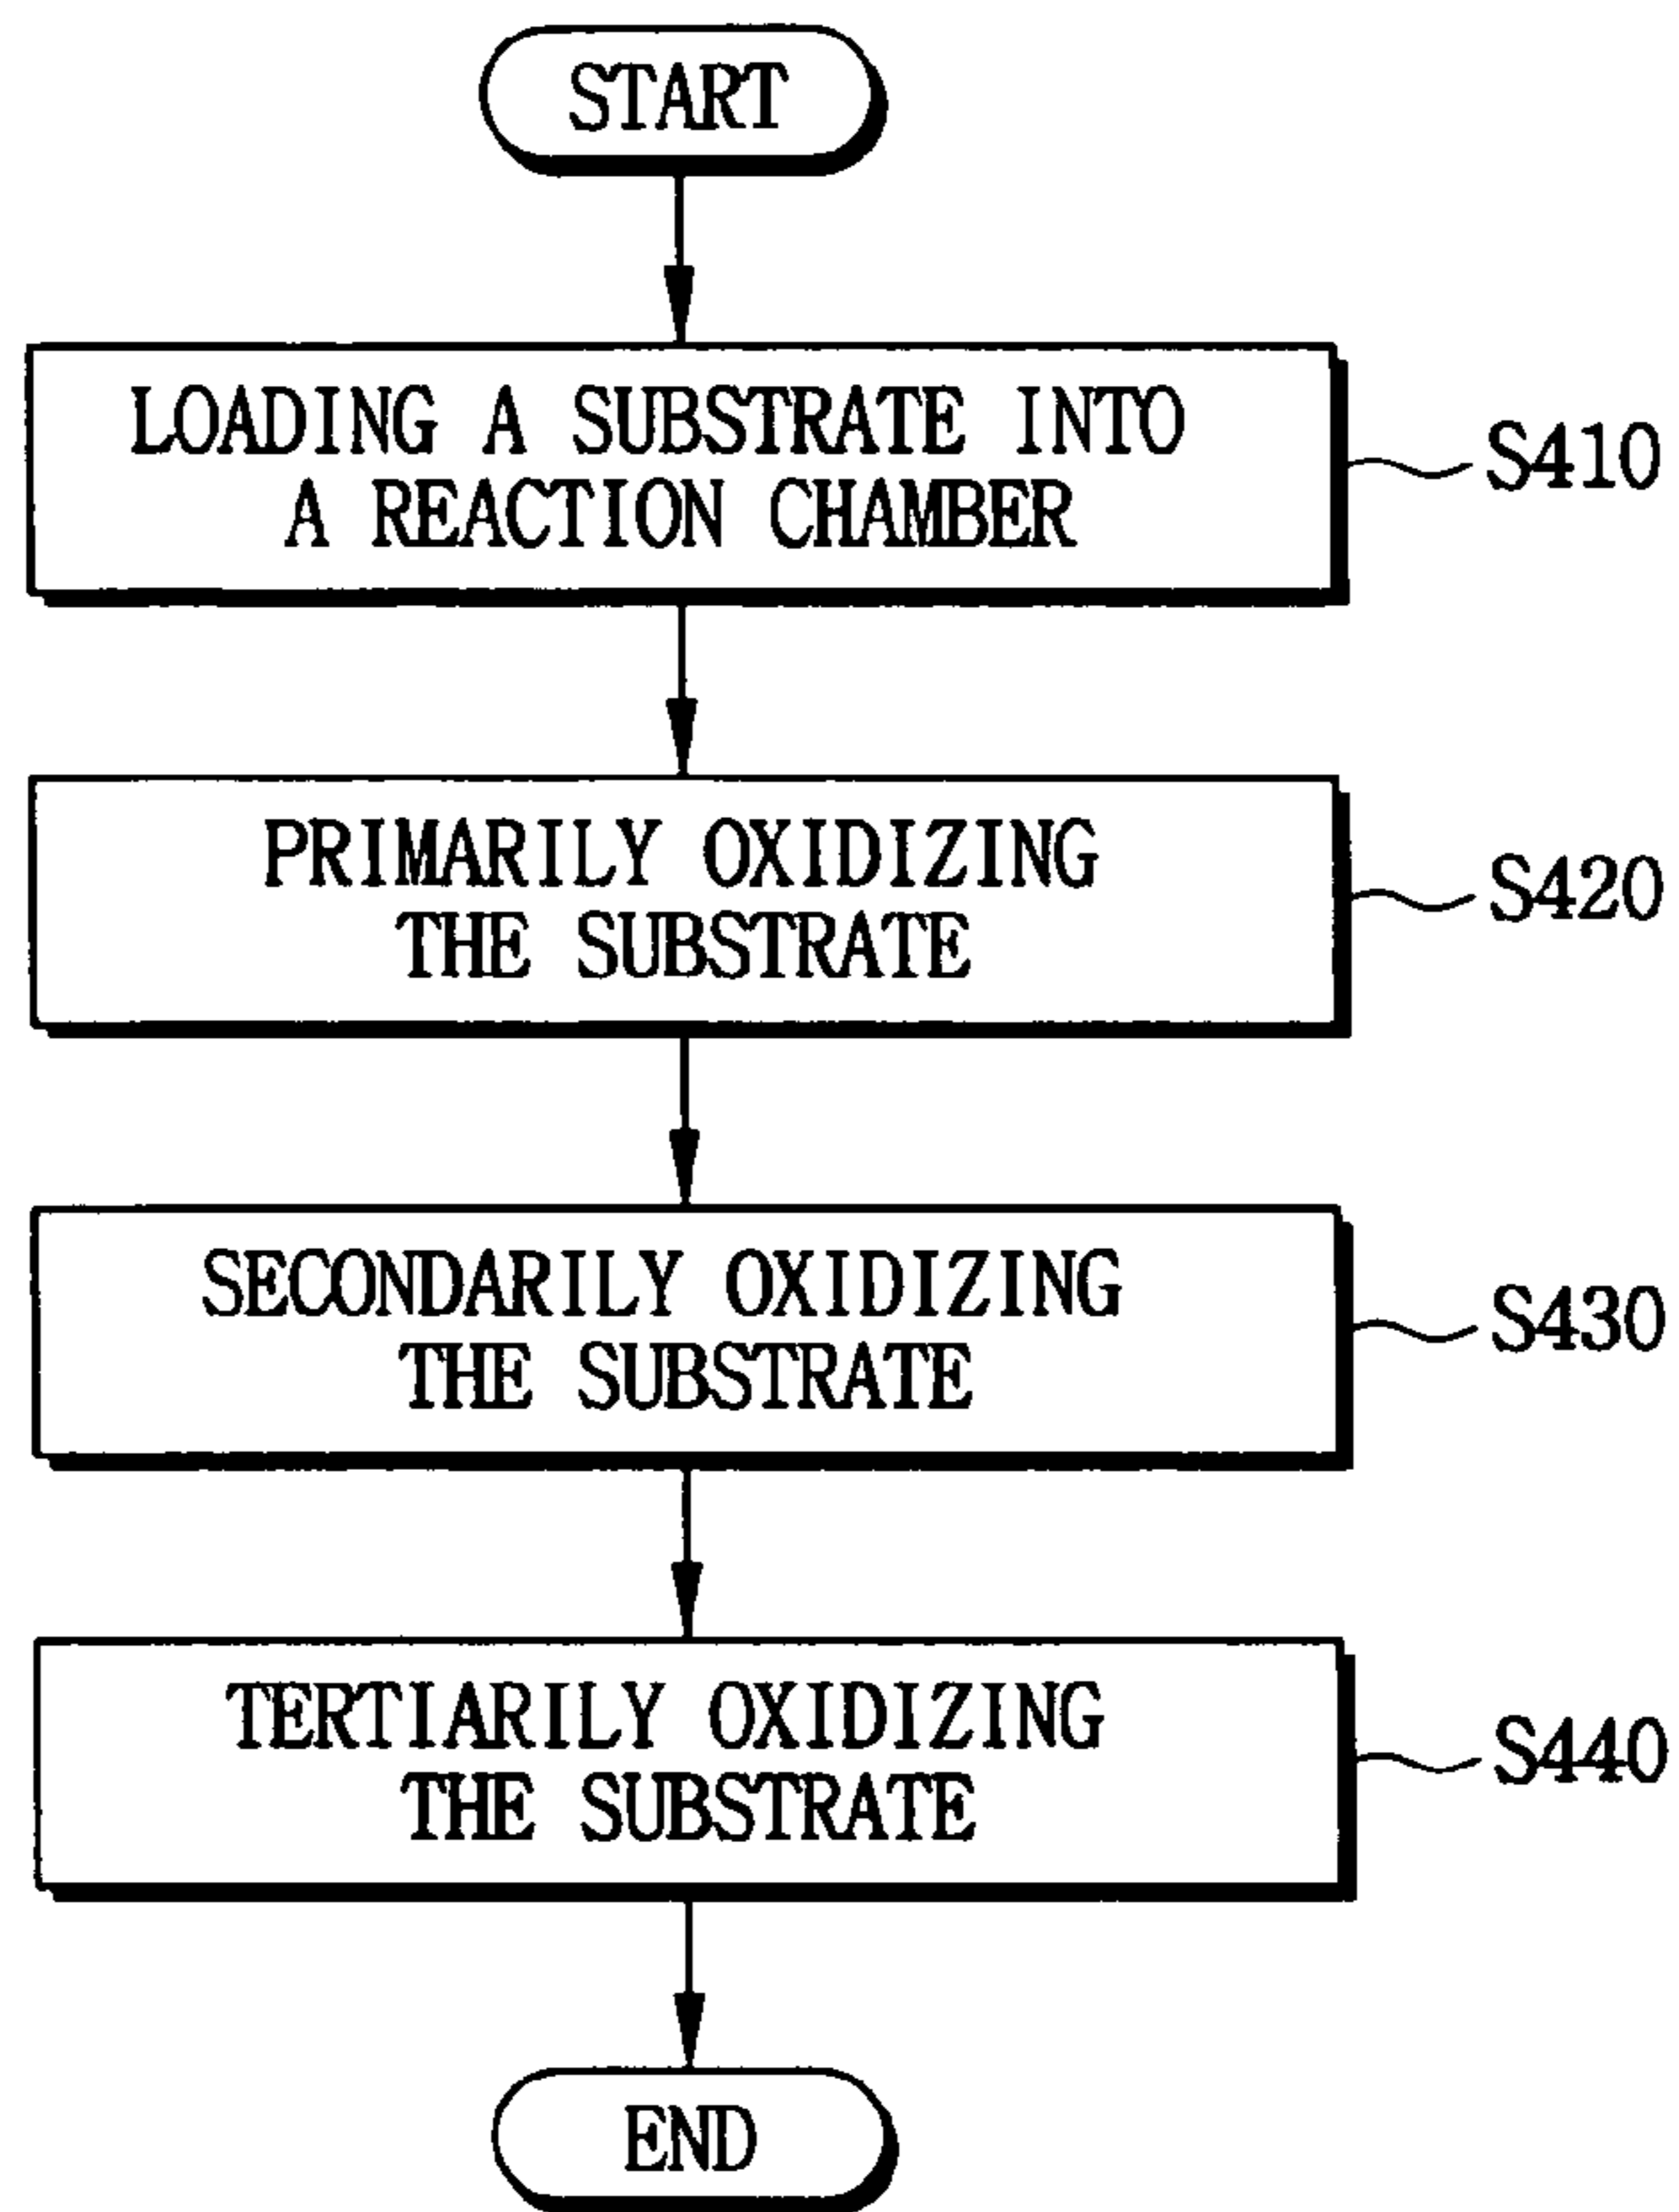 START
LOADING A SUBSTRATE INTO
A REACTION CHAMBER
S410
PRIMARILY OXIDIZING
THE SUBSTRATE
S420
SECONDARILY OXIDIZING
THE SUBSTRATE
S430
TERTIARILY OXIDIZING
THE SUBSTRATE
S440
END